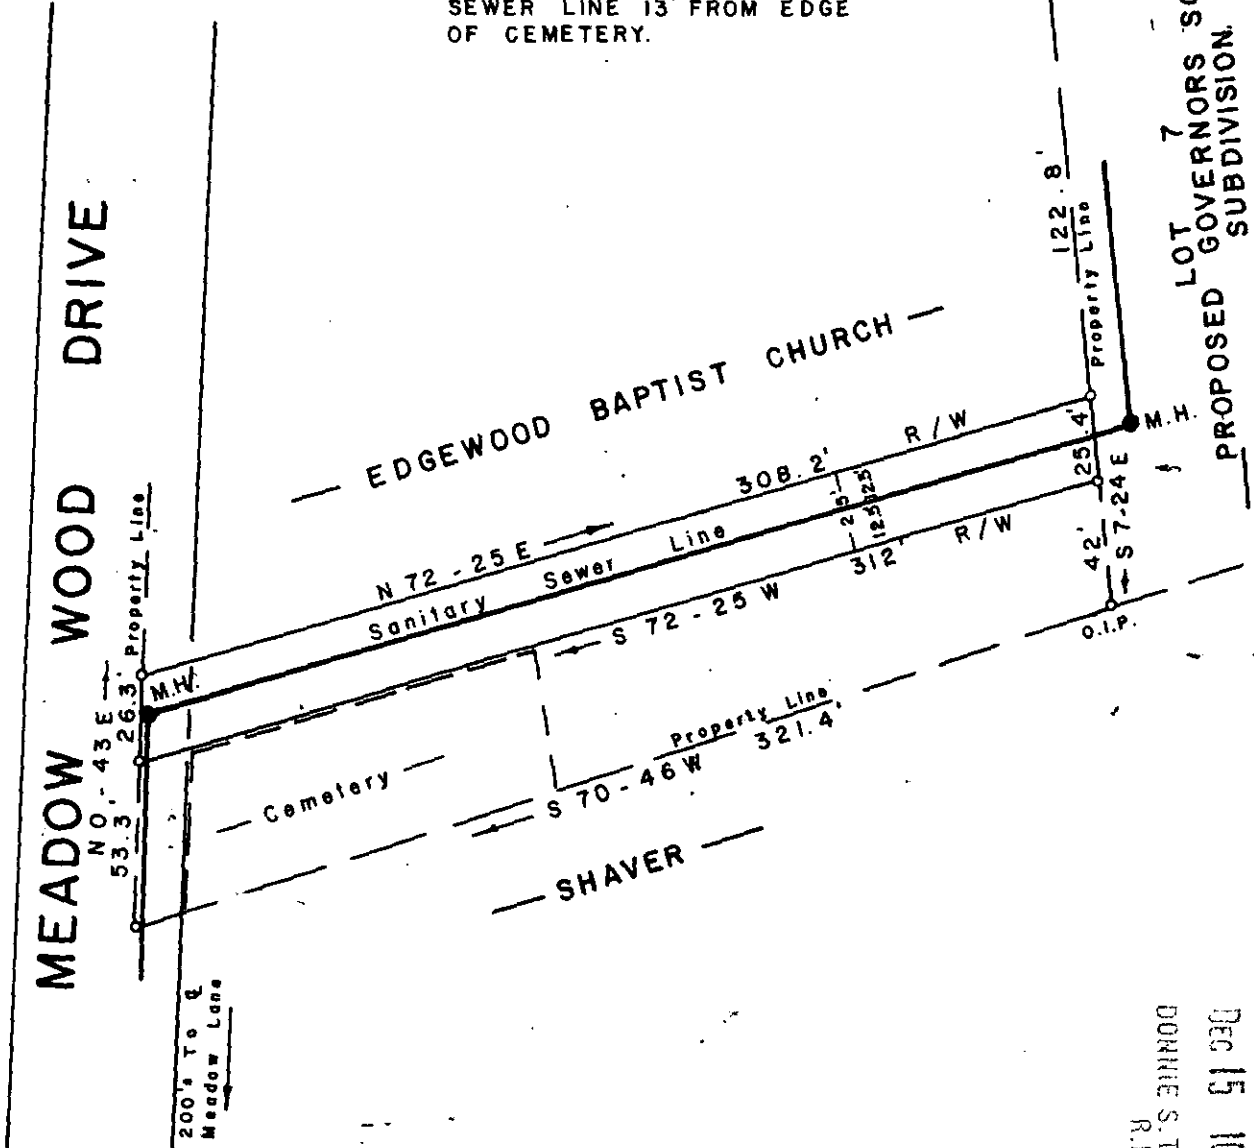 SEWER LINE 13' FROM EDGE
OF CEMETERY.
MEADOW WOOD DRIVE
LOT 7
PROPOSED GOVERNORS
SUBDIVISION.
122.8'
Property Line
— EDGEWOOD BAPTIST CHURCH —
308.2'
R/W
25.4'
M.H.
N 72-25 E
Sanitary Sewer Line
25'
12.5'
12.5'
312'
R/W
S 72-25 W
42'
S 7-24 E
O.I.P.
Property Line
26.3'
M.H.
N 0-43 E
53.3'
— Cemetery —
Property Line
321.4'
S 70-46 W
— SHAVER —
200'± To ℄
Meadow Lane
DEC 15
DONNIE S.